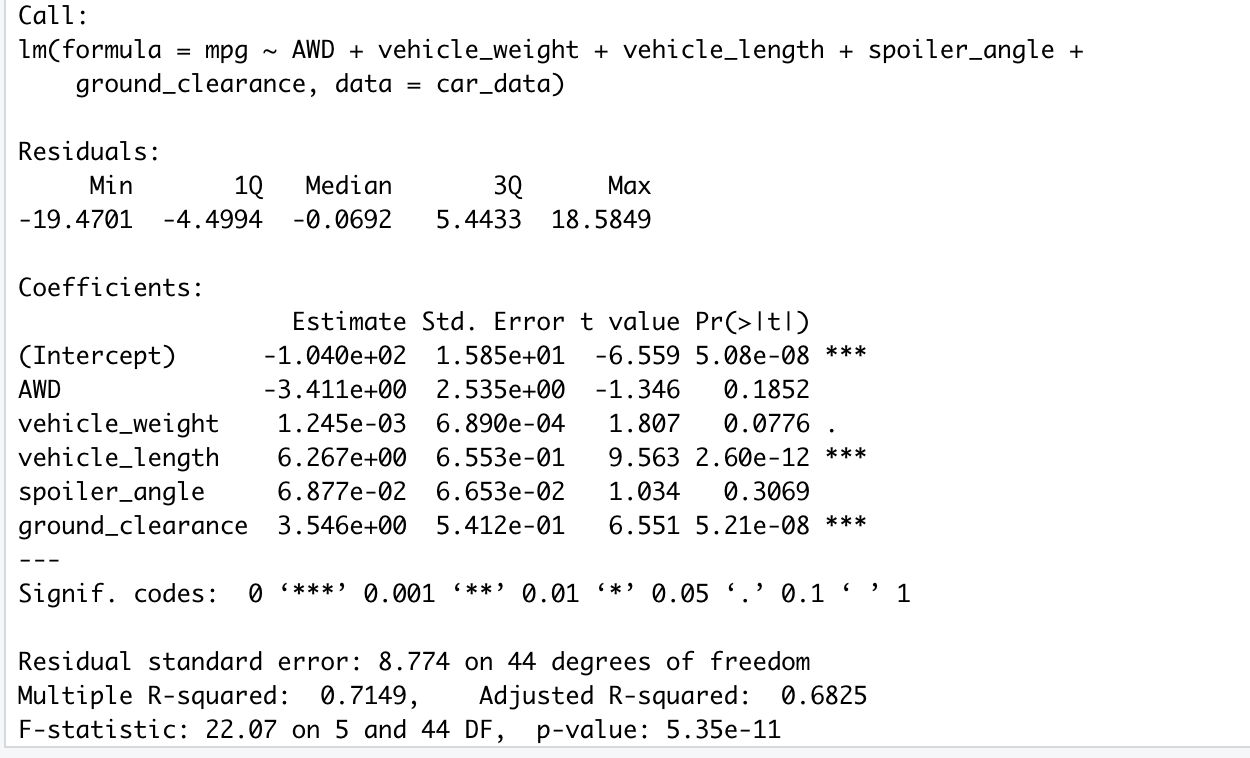 Call:
lm(formula = mpg ~ AWD + vehicle_weight + vehicle_length + spoiler_angle +
    ground_clearance, data = car_data)

Residuals:
     Min       1Q   Median       3Q      Max
-19.4701  -4.4994  -0.0692   5.4433  18.5849

Coefficients:
                  Estimate Std. Error t value Pr(>|t|)
(Intercept)      -1.040e+02  1.585e+01  -6.559 5.08e-08 ***
AWD              -3.411e+00  2.535e+00  -1.346   0.1852
vehicle_weight    1.245e-03  6.890e-04   1.807   0.0776 .
vehicle_length    6.267e+00  6.553e-01   9.563 2.60e-12 ***
spoiler_angle     6.877e-02  6.653e-02   1.034   0.3069
ground_clearance  3.546e+00  5.412e-01   6.551 5.21e-08 ***
---
Signif. codes:  0 ‘***’ 0.001 ‘**’ 0.01 ‘*’ 0.05 ‘.’ 0.1 ‘ ’ 1

Residual standard error: 8.774 on 44 degrees of freedom
Multiple R-squared:  0.7149,    Adjusted R-squared:  0.6825
F-statistic: 22.07 on 5 and 44 DF,  p-value: 5.35e-11